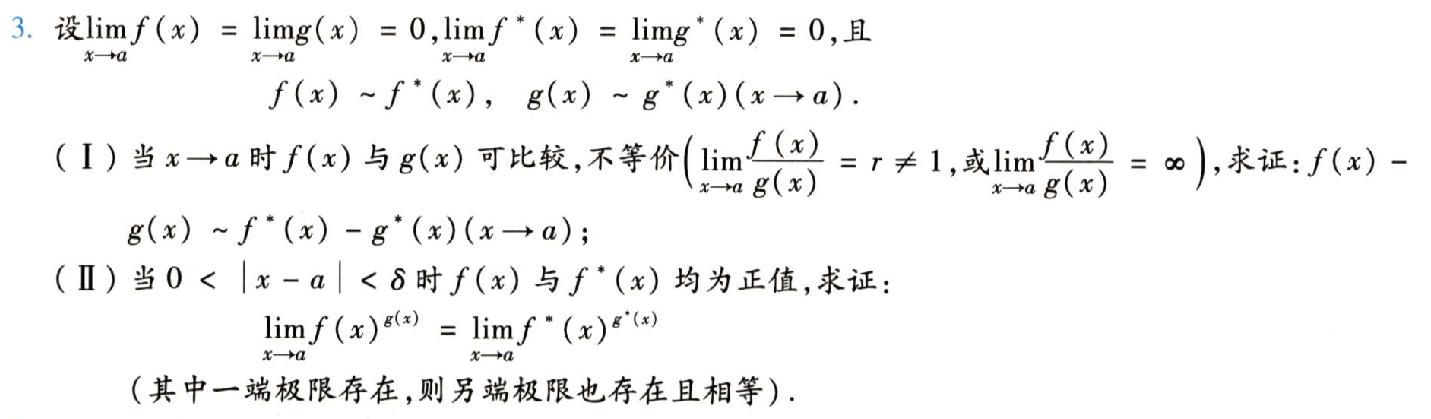 3. 设$\lim\limits_{x\to a}f(x)=\lim\limits_{x\to a}g(x)=0,\lim\limits_{x\to a}f^*(x)=\lim\limits_{x\to a}g^*(x)=0$,且
$f(x)\sim f^*(x),\ g(x)\sim g^*(x)(x\to a).$
(Ⅰ)当$x\to a$时$f(x)$与$g(x)$可比较,不等价$\left(\lim\limits_{x\to a}\frac{f(x)}{g(x)}=r\neq 1,或\lim\limits_{x\to a}\frac{f(x)}{g(x)}=\infty\right)$,求证:$f(x)-$
$g(x)\sim f^*(x)-g^*(x)(x\to a)$;
(Ⅱ)当$0<|x-a|<\delta$时$f(x)$与$f^*(x)$均为正值,求证:
$\lim\limits_{x\to a}f(x)^{g(x)}=\lim\limits_{x\to a}f^*(x)^{g^*(x)}$
(其中一端极限存在,则另端极限也存在且相等).